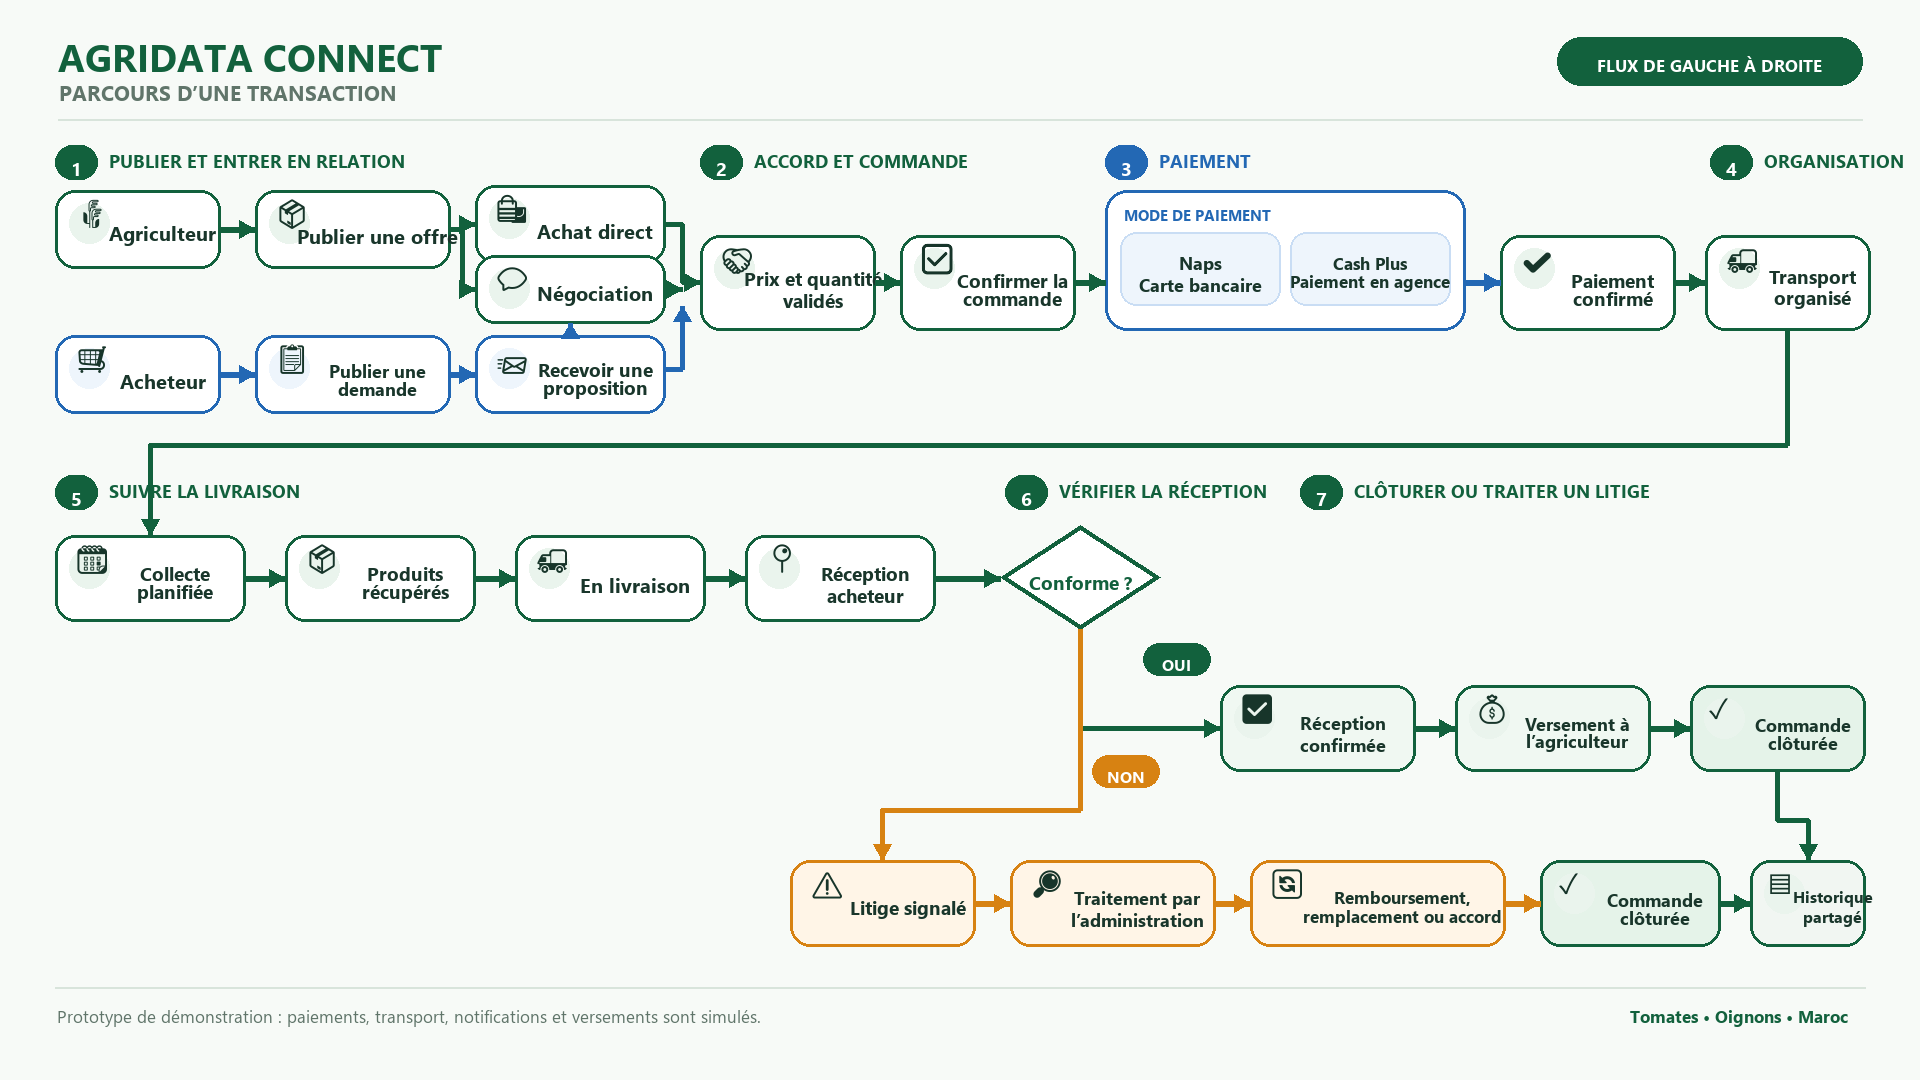 AGRIDATA CONNECT
PARCOURS D’UNE TRANSACTION
FLUX DE GAUCHE À DROITE
1 PUBLIER ET ENTRER EN RELATION
2 ACCORD ET COMMANDE
3 PAIEMENT
4 ORGANISATION
Agriculteur
Publier une offre
Achat direct
Négociation
Prix et quantité
validés
Confirmer la
commande
MODE DE PAIEMENT
Naps
Carte bancaire
Cash Plus
Paiement en agence
Paiement
confirmé
Transport
organisé
Acheteur
Publier une
demande
Recevoir une
proposition
5 SUIVRE LA LIVRAISON
6 VÉRIFIER LA RÉCEPTION
7 CLÔTURER OU TRAITER UN LITIGE
Collecte
planifiée
Produits
récupérés
En livraison
Réception
acheteur
Conforme ?
OUI
Réception
confirmée
Versement à
l’agriculteur
Commande
clôturée
NON
Litige signalé
Traitement par
l’administration
Remboursement,
remplacement ou accord
Commande
clôturée
Historique
partagé
Prototype de démonstration : paiements, transport, notifications et versements sont simulés.
Tomates • Oignons • Maroc